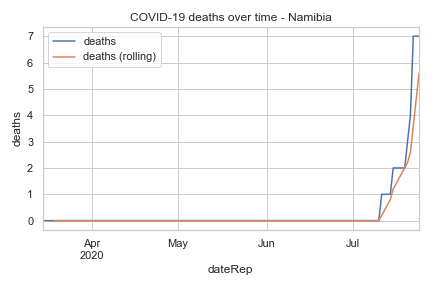 COVID-19 deaths over time - Namibia
deaths
deaths (rolling)
7
6
5
4
3
2
1
0
deaths
Apr
2020
May
Jun
Jul
dateRep